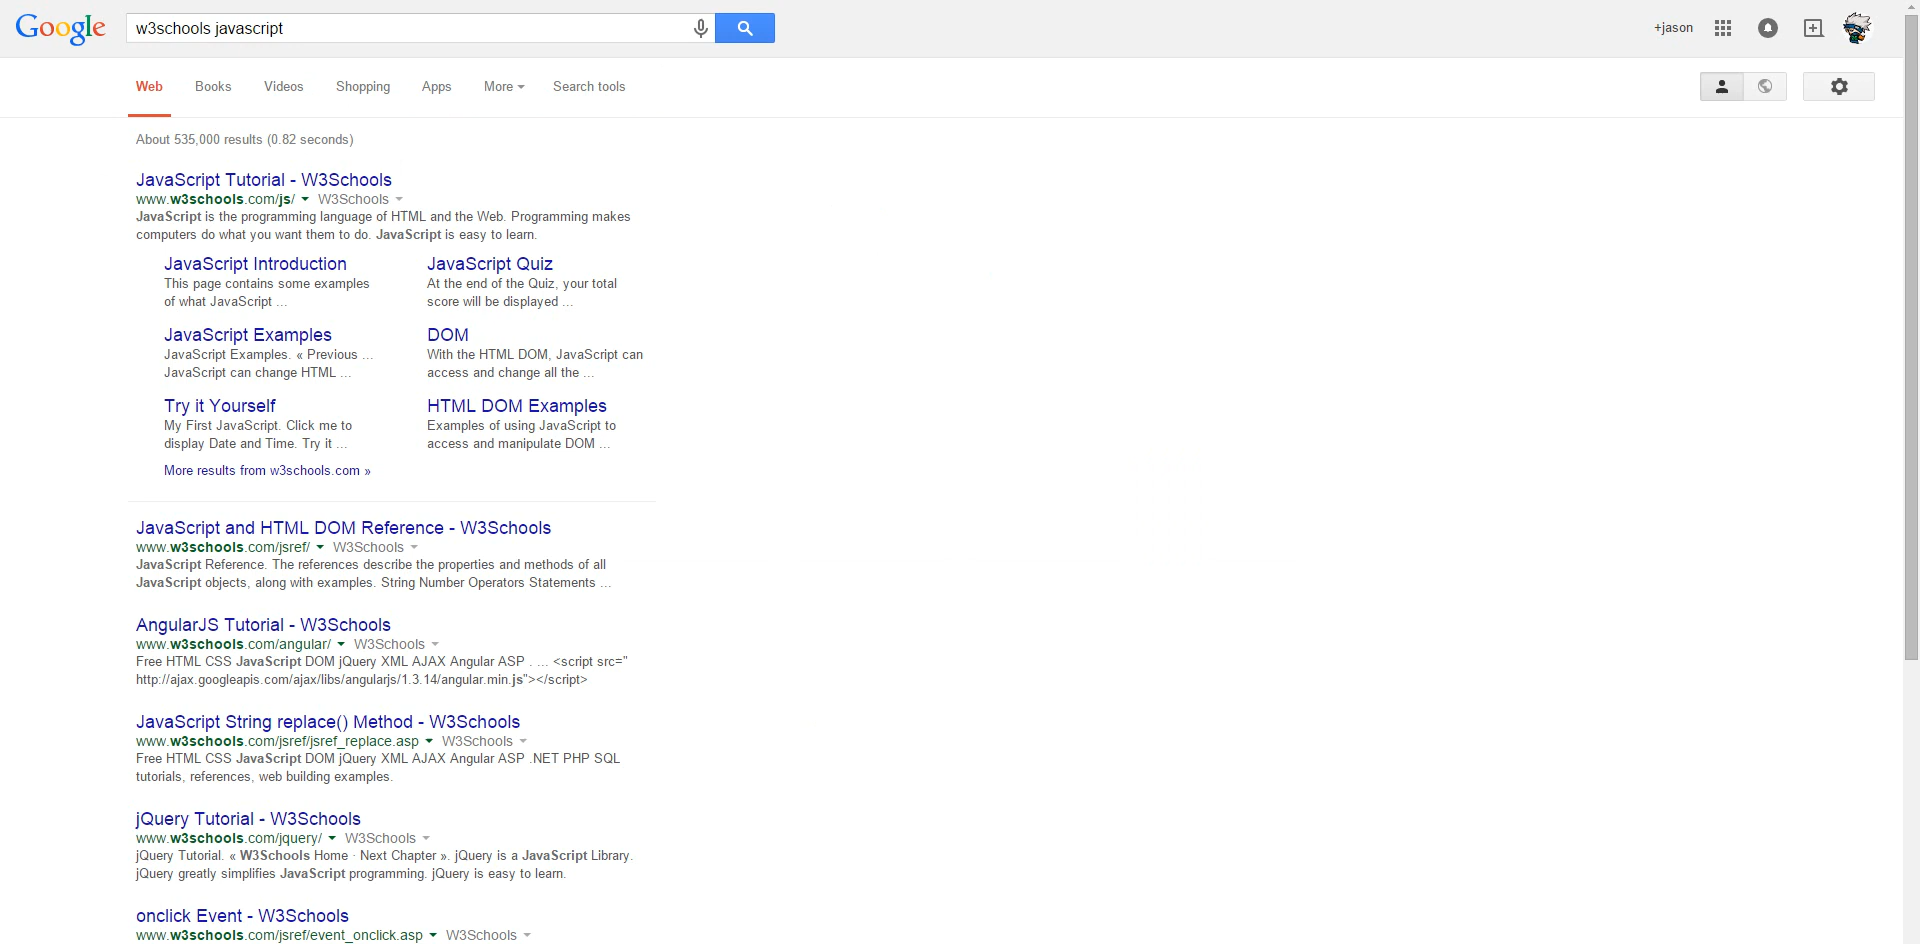 Google
w3schools javascript
+jason
Web Books Videos Shopping Apps More Search tools
About 535,000 results (0.82 seconds)
JavaScript Tutorial - W3Schools
www.w3schools.com/js/ W3Schools
JavaScript is the programming language of HTML and the Web. Programming makes
computers do what you want them to do. JavaScript is easy to learn.
JavaScript Introduction
This page contains some examples
of what JavaScript ...
JavaScript Quiz
At the end of the Quiz, your total
score will be displayed ...
JavaScript Examples
JavaScript Examples. « Previous ...
JavaScript can change HTML ...
DOM
With the HTML DOM, JavaScript can
access and change all the ...
Try it Yourself
My First JavaScript. Click me to
display Date and Time. Try it ...
HTML DOM Examples
Examples of using JavaScript to
access and manipulate DOM ...
More results from w3schools.com »
JavaScript and HTML DOM Reference - W3Schools
www.w3schools.com/jsref/ W3Schools
JavaScript Reference. The references describe the properties and methods of all
JavaScript objects, along with examples. String Number Operators Statements ...
AngularJS Tutorial - W3Schools
www.w3schools.com/angular/ W3Schools
Free HTML CSS JavaScript DOM jQuery XML AJAX Angular ASP . ... <script src="
http://ajax.googleapis.com/ajax/libs/angularjs/1.3.14/angular.min.js"></script>
JavaScript String replace() Method - W3Schools
www.w3schools.com/jsref/jsref_replace.asp W3Schools
Free HTML CSS JavaScript DOM jQuery XML AJAX Angular ASP .NET PHP SQL
tutorials, references, web building examples.
jQuery Tutorial - W3Schools
www.w3schools.com/jquery/ W3Schools
jQuery Tutorial. « W3Schools Home · Next Chapter ». jQuery is a JavaScript Library.
jQuery greatly simplifies JavaScript programming. jQuery is easy to learn.
onclick Event - W3Schools
www.w3schools.com/jsref/event_onclick.asp W3Schools